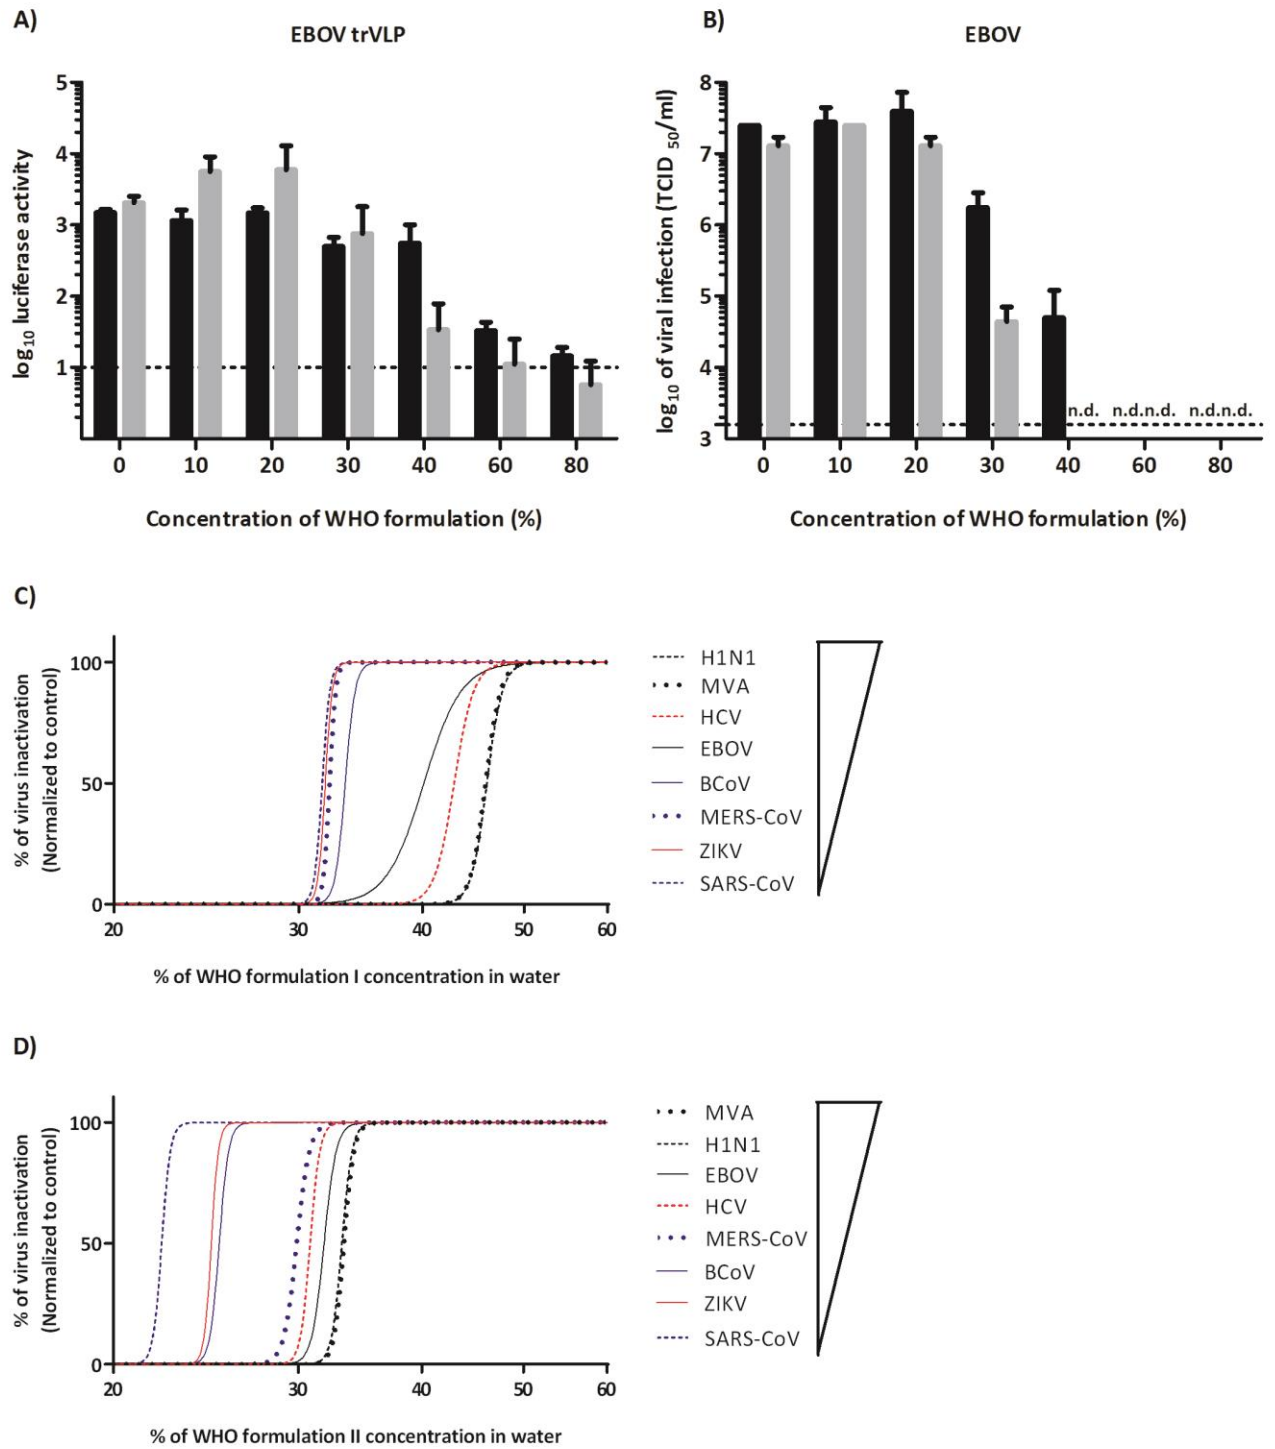 A)
EBOV trVLP
log10 luciferase activity
5
4
3
2
1
0 10 20 30 40 60 80
Concentration of WHO formulation (%)
B)
EBOV
log10 of viral infection (TCID 50/ml)
8
7
6
5
4
3
n.d. n.d.n.d. n.d.n.d.
0 10 20 30 40 60 80
Concentration of WHO formulation (%)
C)
% of virus inactivation
(Normalized to control)
100
50
0
20 30 40 50 60
% of WHO formulation I concentration in water
H1N1
MVA
HCV
EBOV
BCoV
MERS-CoV
ZIKV
SARS-CoV
D)
% of virus inactivation
(Normalized to control)
100
50
0
20 30 40 50 60
% of WHO formulation II concentration in water
MVA
H1N1
EBOV
HCV
MERS-CoV
BCoV
ZIKV
SARS-CoV